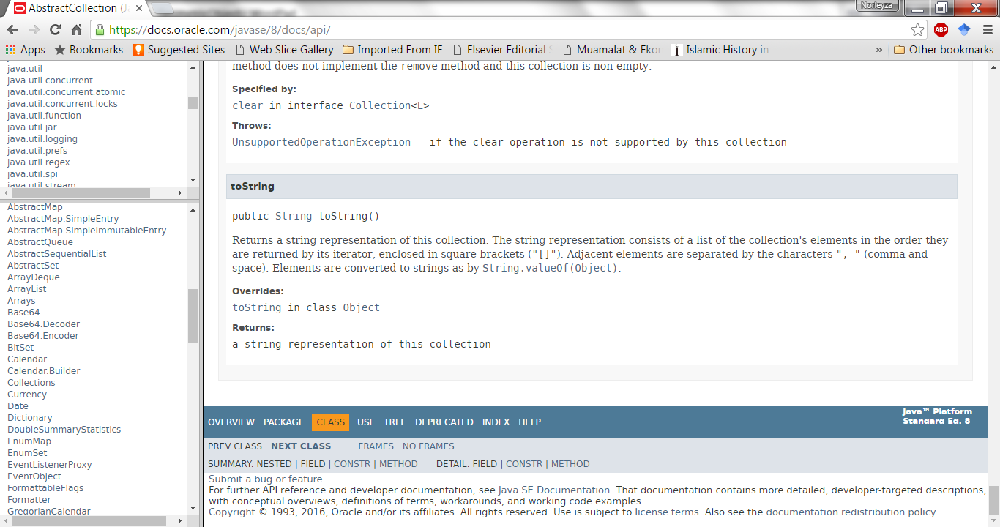 AbstractCollection (Ja
Norleyza
https://docs.oracle.com/javase/8/docs/api/
ABP
Apps Bookmarks Suggested Sites Web Slice Gallery Imported From IE Elsevier Editorial S Muamalat & Ekon Islamic History in » Other bookmarks
java.util
java.util.concurrent
java.util.concurrent.atomic
java.util.concurrent.locks
java.util.function
java.util.jar
java.util.logging
java.util.prefs
java.util.regex
java.util.spi
java.util.stream
AbstractMap
AbstractMap.SimpleEntry
AbstractMap.SimpleImmutableEntry
AbstractQueue
AbstractSequentialList
AbstractSet
ArrayDeque
ArrayList
Arrays
Base64
Base64.Decoder
Base64.Encoder
BitSet
Calendar
Calendar.Builder
Collections
Currency
Date
Dictionary
DoubleSummaryStatistics
EnumMap
EnumSet
EventListenerProxy
EventObject
FormattableFlags
Formatter
GregorianCalendar
method does not implement the remove method and this collection is non-empty.
Specified by:
clear in interface Collection<E>
Throws:
UnsupportedOperationException - if the clear operation is not supported by this collection
toString
public String toString()
Returns a string representation of this collection. The string representation consists of a list of the collection's elements in the order they
are returned by its iterator, enclosed in square brackets ("[]"). Adjacent elements are separated by the characters ", " (comma and
space). Elements are converted to strings as by String.valueOf(Object).
Overrides:
toString in class Object
Returns:
a string representation of this collection
OVERVIEW PACKAGE CLASS USE TREE DEPRECATED INDEX HELP
Java™ Platform
Standard Ed. 8
PREV CLASS NEXT CLASS FRAMES NO FRAMES
SUMMARY: NESTED | FIELD | CONSTR | METHOD DETAIL: FIELD | CONSTR | METHOD
Submit a bug or feature
For further API reference and developer documentation, see Java SE Documentation. That documentation contains more detailed, developer-targeted descriptions,
with conceptual overviews, definitions of terms, workarounds, and working code examples.
Copyright © 1993, 2016, Oracle and/or its affiliates. All rights reserved. Use is subject to license terms. Also see the documentation redistribution policy.